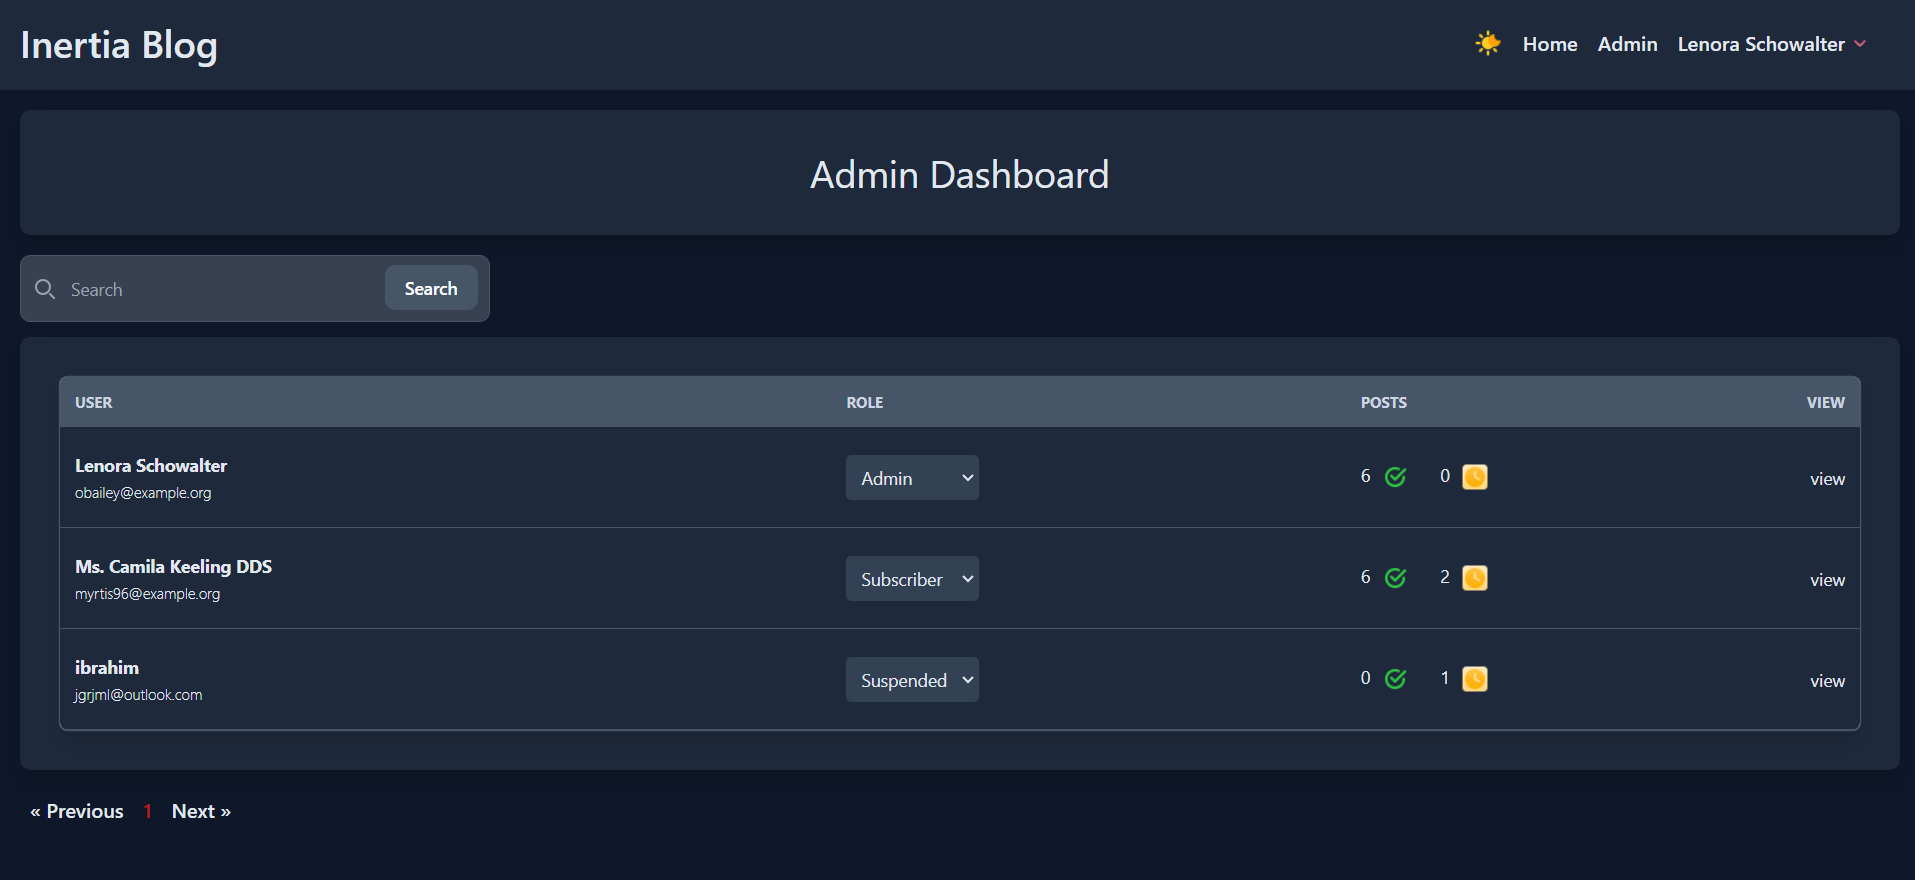 Inertia Blog
Home Admin Lenora Schowalter
Admin Dashboard
Search Search
USER ROLE POSTS VIEW
Lenora Schowalter
obailey@example.org
Admin 6 0 view
Ms. Camila Keeling DDS
myrtis96@example.org
Subscriber 6 2 view
ibrahim
jgrjml@outlook.com
Suspended 0 1 view
« Previous 1 Next »